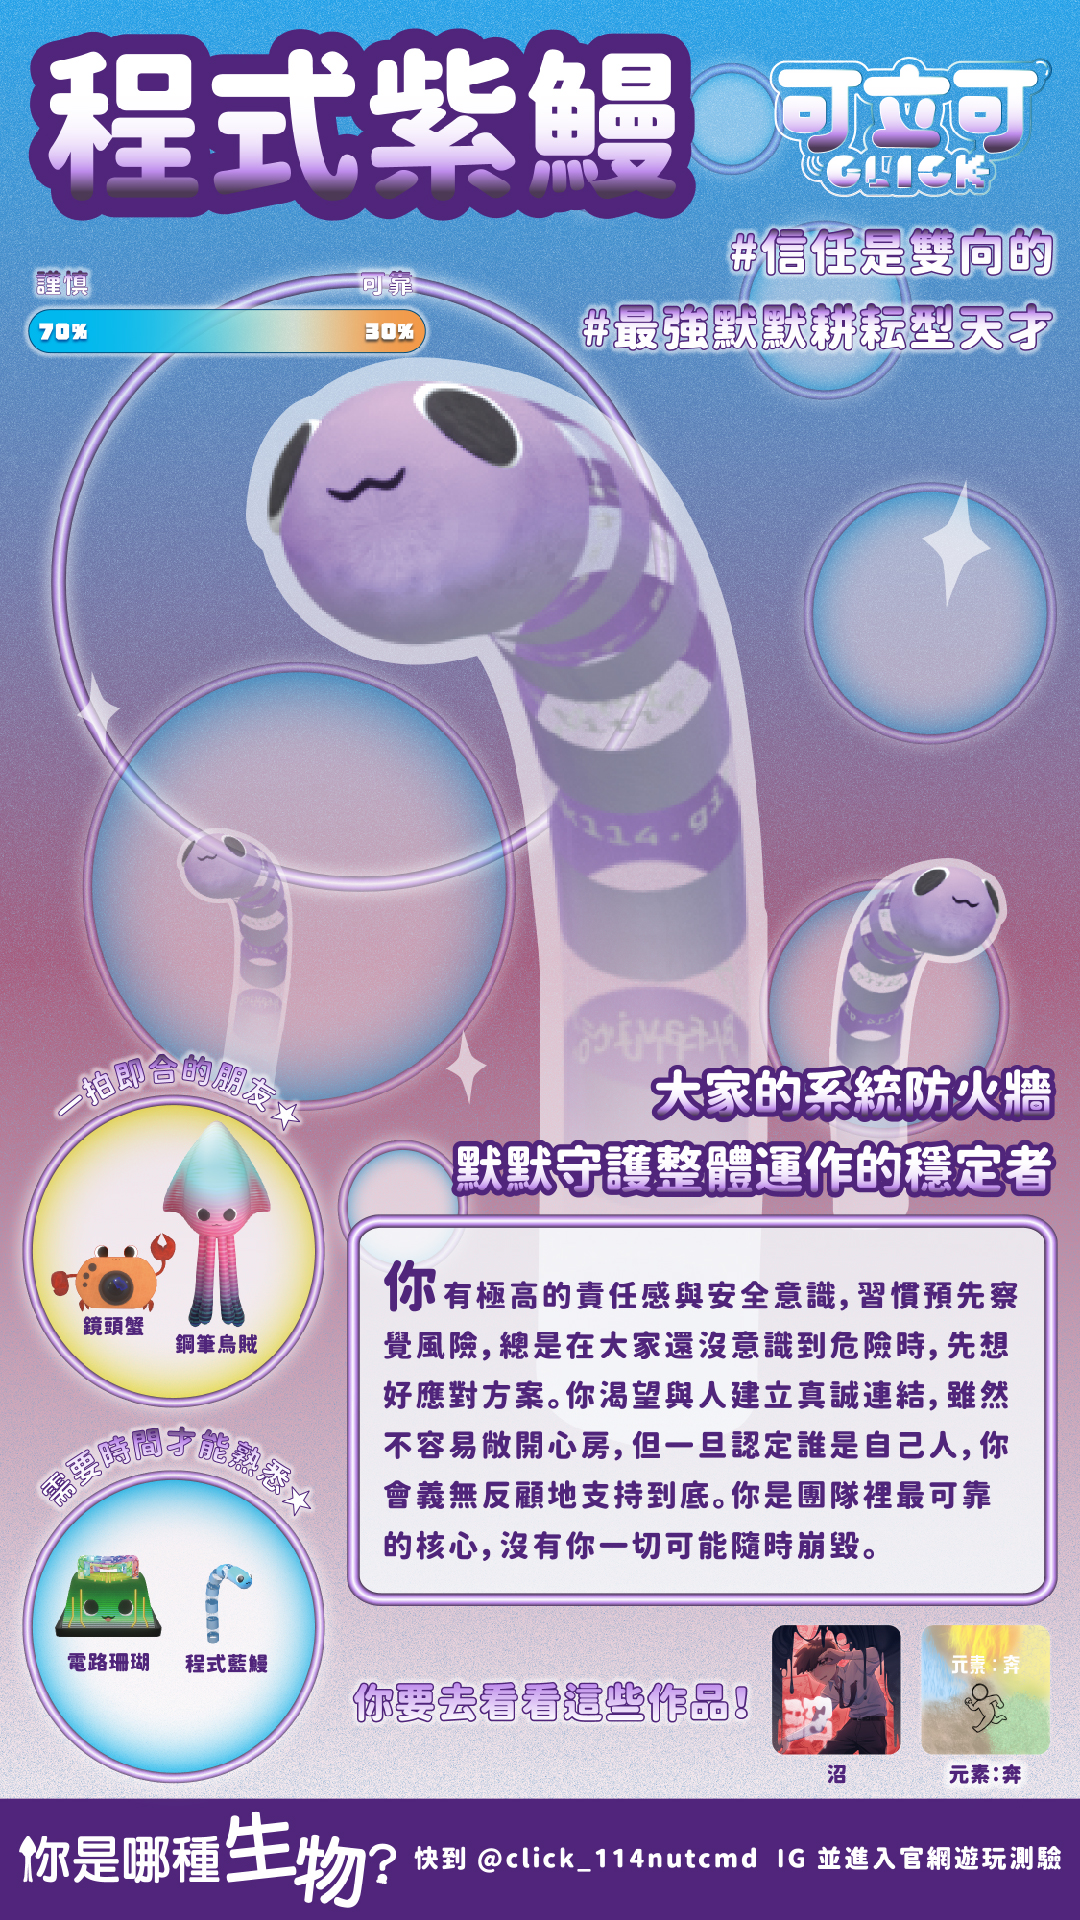 程式紫鰻
可立可
CLICK
#信任是雙向的
#最強默默耕耘型天才
謹慎 可靠
70% 30%
x114.gi
大家的系統防火牆
默默守護整體運作的穩定者
一拍即合的朋友☆
鏡頭蟹
鋼筆烏賊
你有極高的責任感與安全意識,習慣預先察
覺風險,總是在大家還沒意識到危險時,先想
好應對方案。你渴望與人建立真誠連結,雖然
不容易敞開心房,但一旦認定誰是自己人,你
會義無反顧地支持到底。你是團隊裡最可靠
的核心,沒有你一切可能隨時崩毀。
需要時間才能熟悉☆
電路珊瑚
程式藍鰻
你要去看看這些作品!
沼
沼
元素:奔
元素:奔
你是哪種生物? 快到 @click_114nutcmd IG 並進入官網遊玩測驗